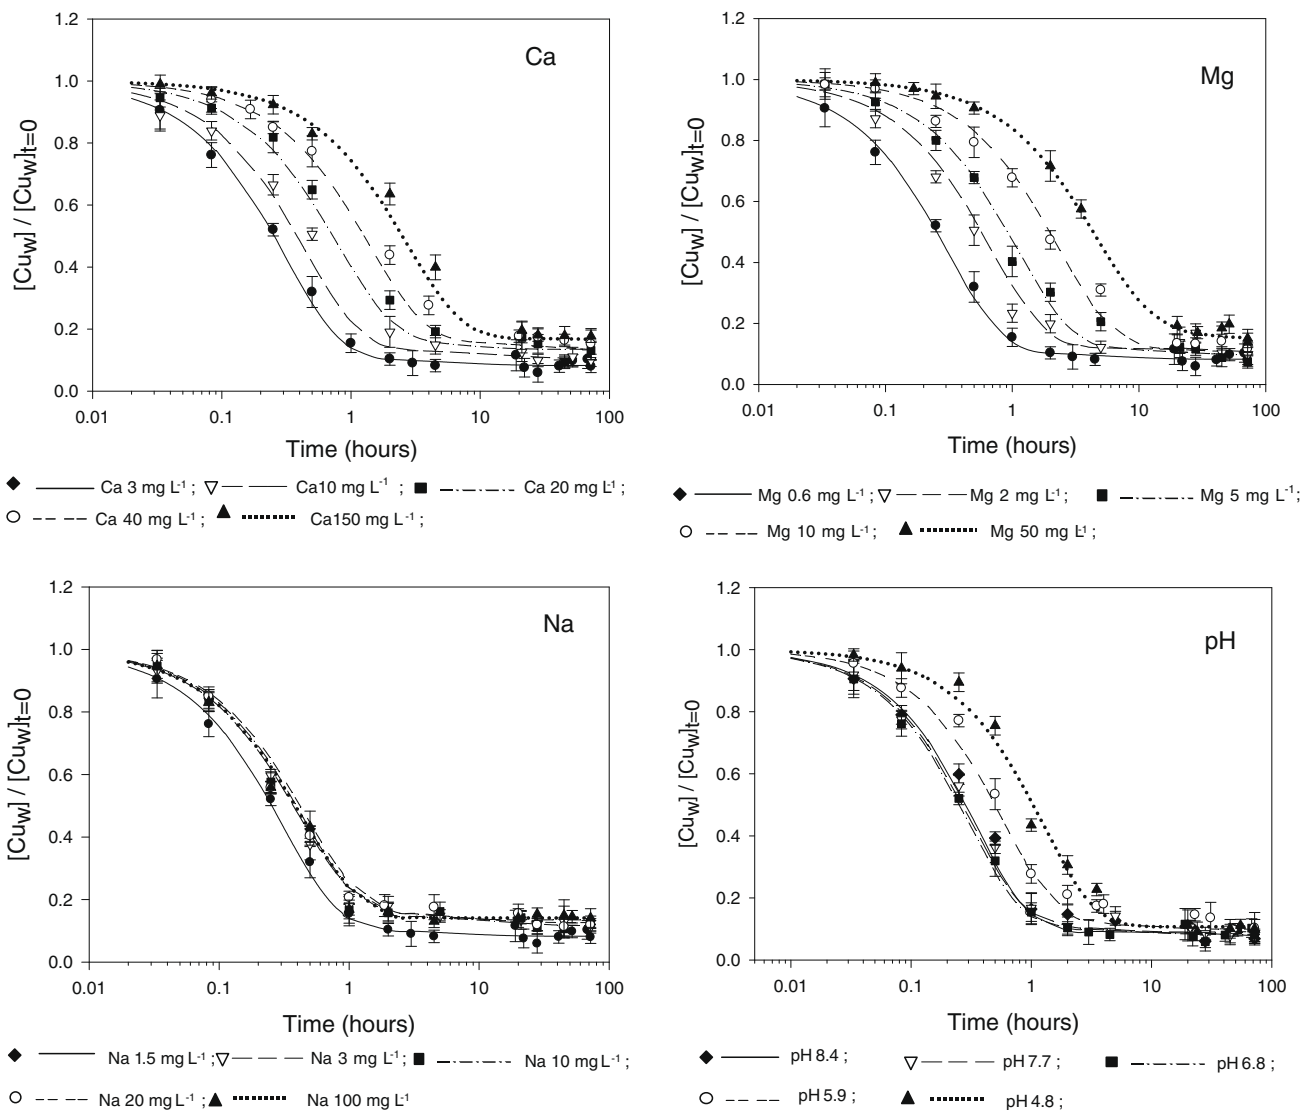 Ca
1.2
1.0
0.8
0.6
0.4
0.2
0.0
[Cuw] / [Cuw]t=0
0.01 0.1 1 10 100
Time (hours)
Ca 3 mg L-1 ; Ca10 mg L-1 ; Ca 20 mg L1 ;
Ca 40 mg L-1 ; Ca150 mg L-1 ;
Mg
1.2
1.0
0.8
0.6
0.4
0.2
0.0
[Cuw] / [Cuw]t=0
0.01 0.1 1 10 100
Time (hours)
Mg 0.6 mg L-1 ; Mg 2 mg L-1 ; Mg 5 mg L-1 ;
Mg 10 mg L-1 ; Mg 50 mg L1 ;
Na
1.2
1.0
0.8
0.6
0.4
0.2
0.0
[Cuw] / [Cuw]t=0
0.01 0.1 1 10 100
Time (hours)
Na 1.5 mg L-1 ; Na 3 mg L-1 ; Na 10 mg L-1 ;
Na 20 mg L-1 ; Na 100 mg L1
pH
1.2
1.0
0.8
0.6
0.4
0.2
0.0
[Cuw] / [Cuw]t=0
0.01 0.1 1 10 100
Time (hours)
pH 8.4 ; pH 7.7 ; pH 6.8 ;
pH 5.9 ; pH 4.8 ;